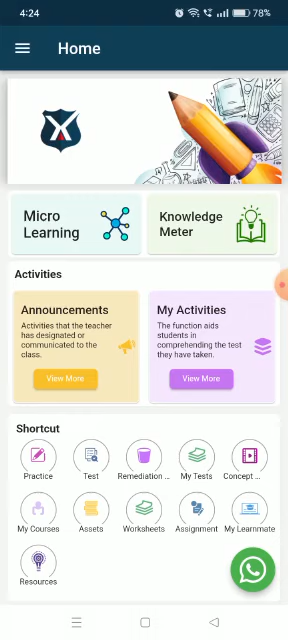 4:24
78%
Home
X
Micro
Learning
Knowledge
Meter
Activities
Announcements
Activities that the teacher
has designated or
communicated to the
class.
View More
My Activities
The function aids
students in
comprehending the test
they have taken.
View More
Shortcut
Practice
Test
Remediation ...
My Tests
Concept ...
My Courses
Assets
Worksheets
Assignment
My Learnmate
Resources